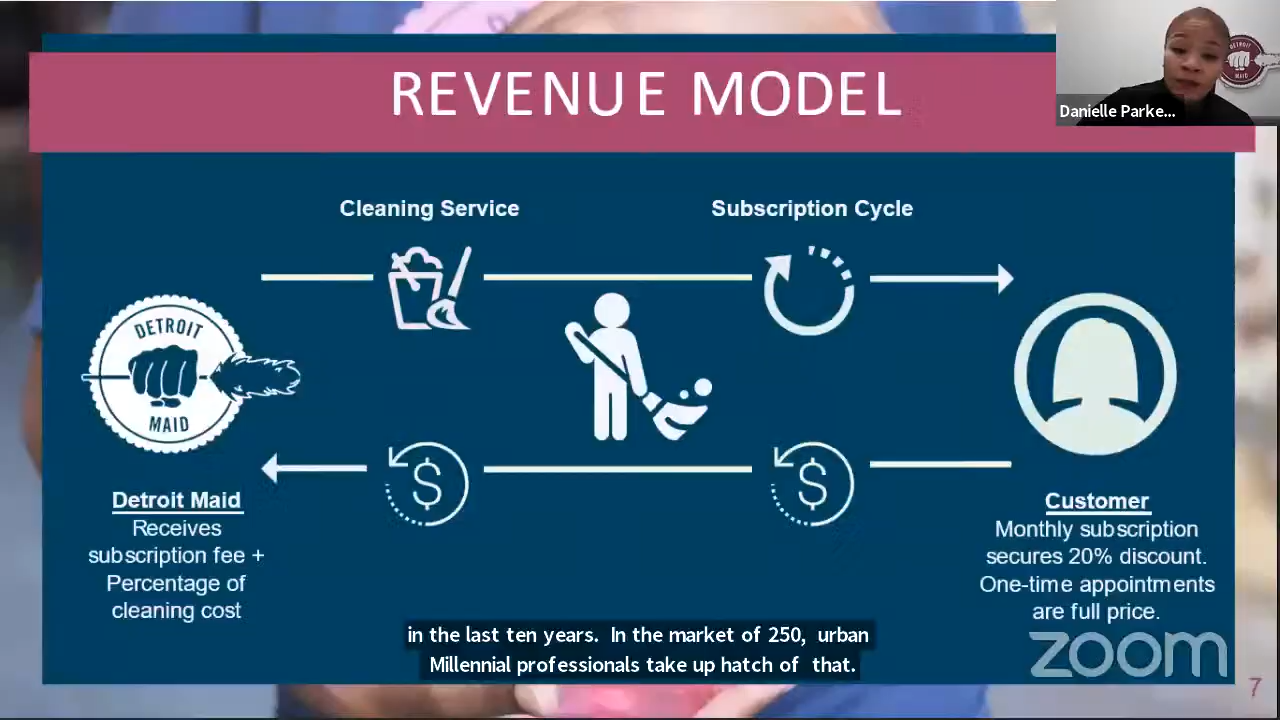 REVENUE MODEL
Danielle Parke...
DETROIT
MAID
Cleaning Service
Subscription Cycle
DETROIT
MAID
$
$
Detroit Maid
Receives
subscription fee +
Percentage of
cleaning cost
Customer
Monthly subscription
secures 20% discount.
One-time appointments
are full price.
in the last ten years. In the market of 250, urban
Millennial professionals take up hatch of that.
zoom
7